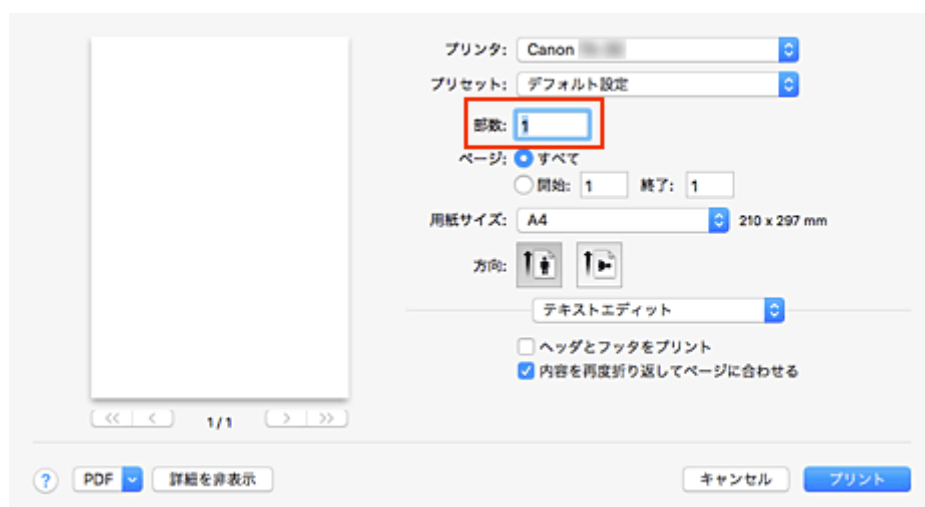 プリンタ: Canon
プリセット: デフォルト設定
部数: 1
ページ: すべて
開始: 1 終了: 1
用紙サイズ: A4 210 x 297 mm
方向:
テキストエディット
ヘッダとフッタをプリント
内容を再度折り返してページに合わせる
<< < 1/1 > >>
? PDF 詳細を非表示 キャンセル プリント